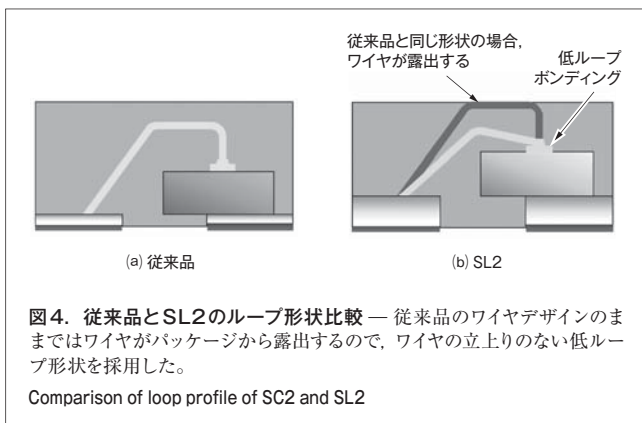 従来品と同じ形状の場合,
ワイヤが露出する
低ループ
ボンディング
(a) 従来品
(b) SL2
図4. 従来品とSL2のループ形状比較 — 従来品のワイヤデザインのま
まではワイヤがパッケージから露出するので, ワイヤの立上りのない低ルー
プ形状を採用した。
Comparison of loop profile of SC2 and SL2